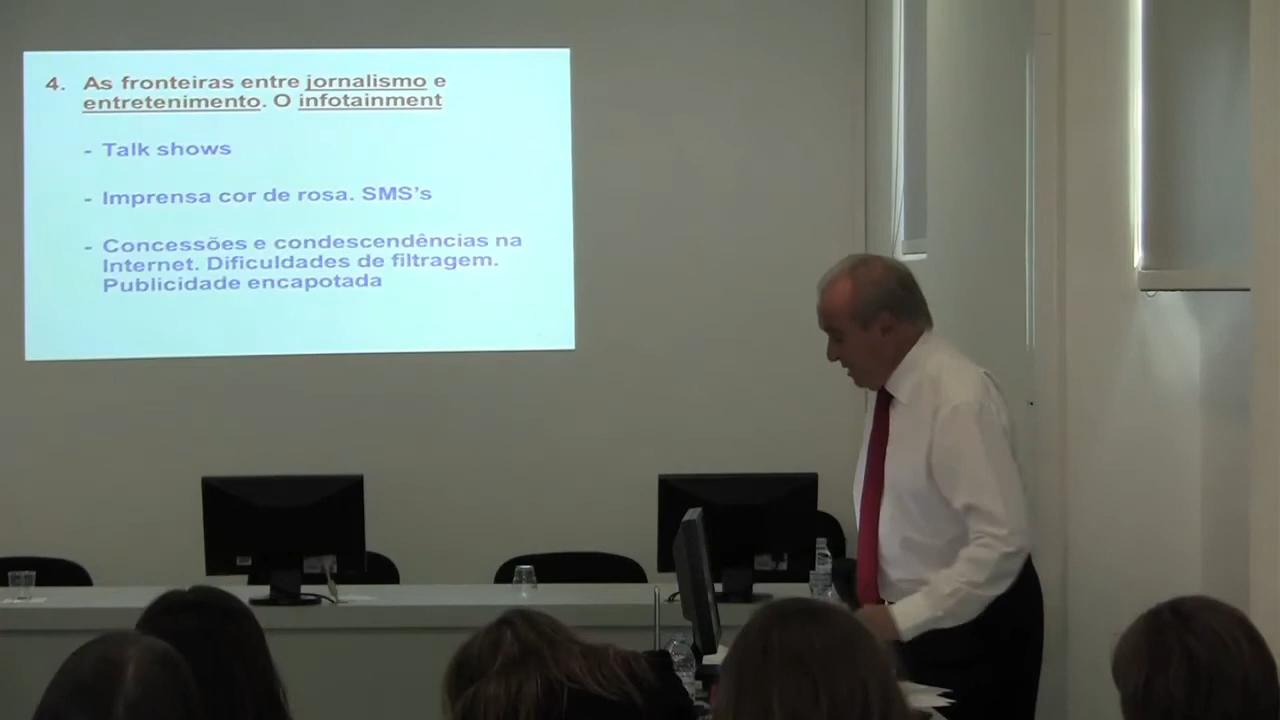 4. As fronteiras entre jornalismo e
entretenimento. O infotainment
- Talk shows
- Imprensa cor de rosa. SMS's
- Concessões e condescendências na
Internet. Dificuldades de filtragem.
Publicidade encapotada